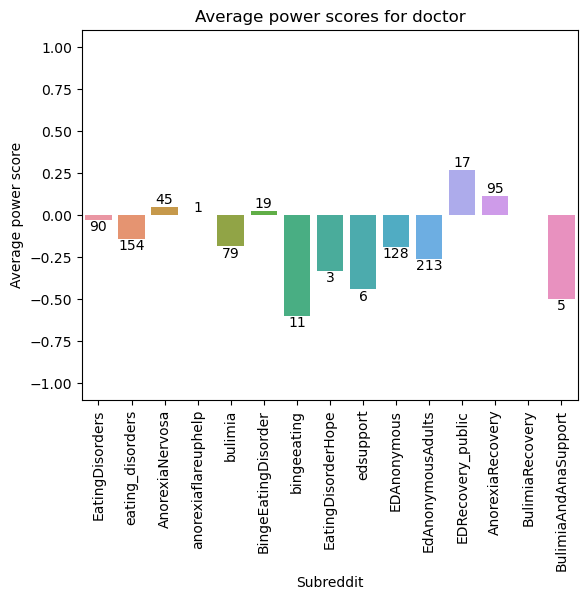 Average power scores for doctor
1.00
0.75
0.50
0.25
0.00
−0.25
−0.50
−0.75
−1.00
Average power score
90
154
45
1
79
19
11
3
6
128
213
17
95
5
EatingDisorders
eating_disorders
AnorexiaNervosa
anorexiaflareuphelp
bulimia
BingeEatingDisorder
bingeeating
EatingDisorderHope
edsupport
EDAnonymous
EdAnonymousAdults
EDRecovery_public
AnorexiaRecovery
BulimiaRecovery
BulimiaAndAnaSupport
Subreddit